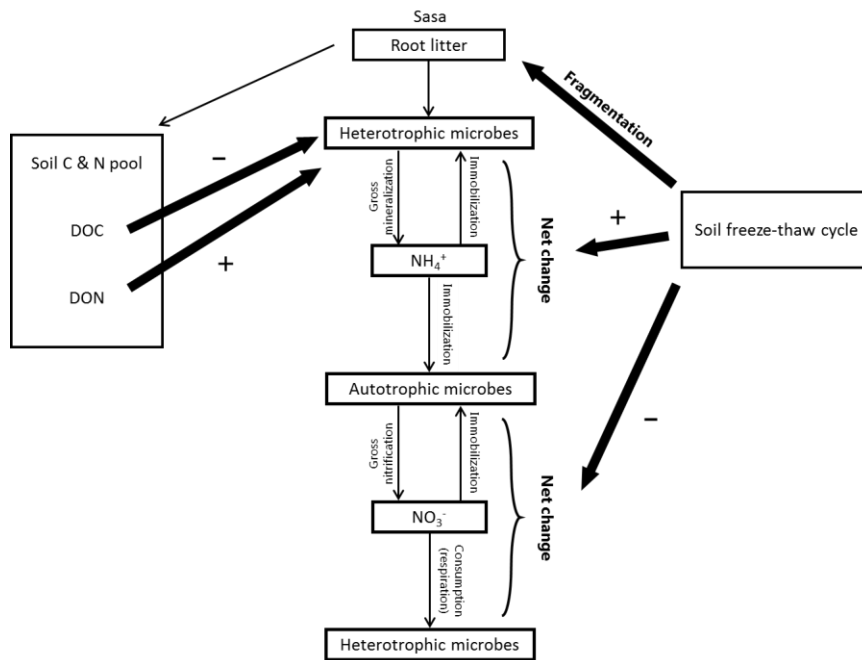 Sasa
Root litter
Fragmentation
Heterotrophic microbes
Soil C & N pool
−
DOC
+
DON
Gross
mineralization
Immobilization
Net change
+
Soil freeze-thaw cycle
NH₄⁺
Immobilization
Autotrophic microbes
−
Gross
nitrification
Immobilization
Net change
NO₃⁻
Consumption
(respiration)
Heterotrophic microbes